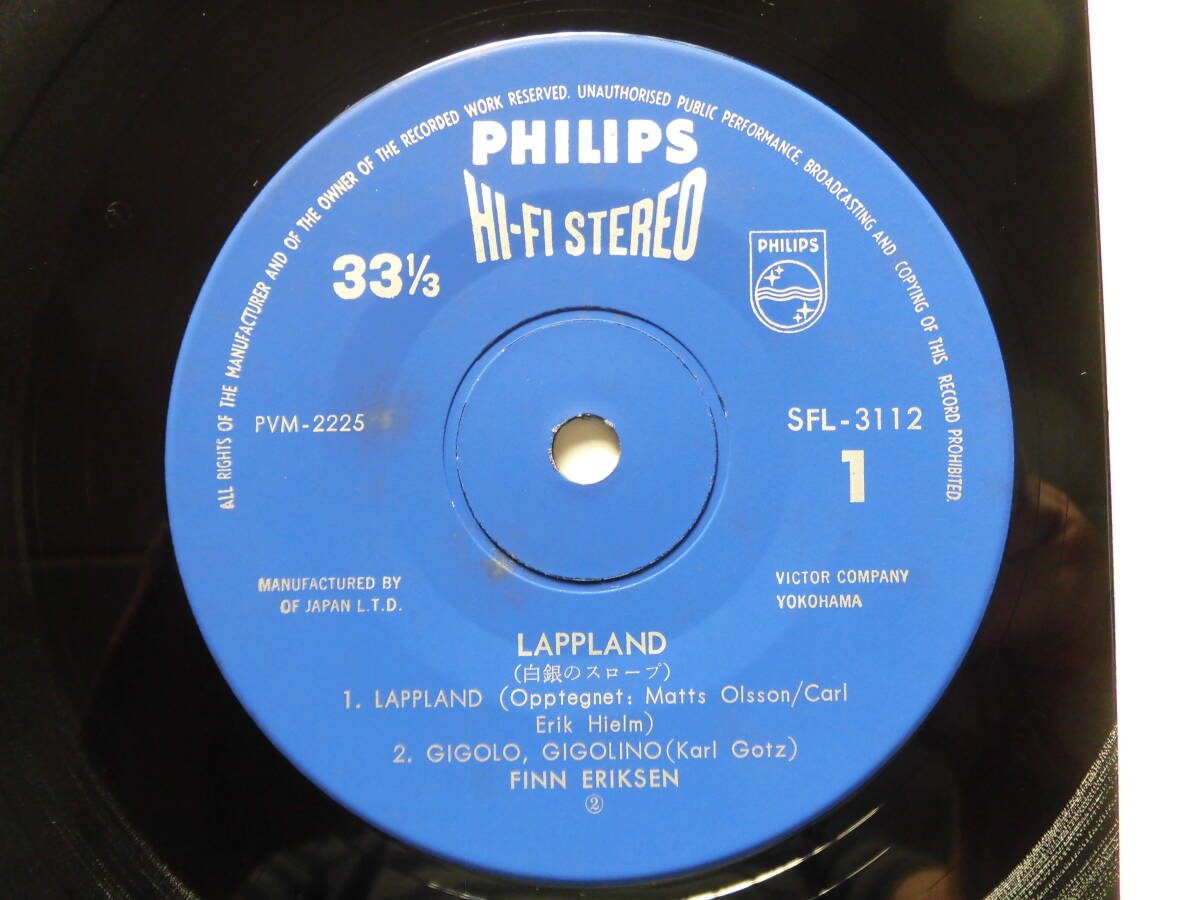 ALL RIGHTS OF THE MANUFACTURER AND OF THE OWNER OF THE RECORDED WORK RESERVED. UNAUTHORISED PUBLIC PERFORMANCE, BROADCASTING AND COPYING OF THIS RECORD PROHIBITED.
PHILIPS
HI-FI STEREO
33⅓
PHILIPS
PVM-2225
SFL-3112
1
MANUFACTURED BY
OF JAPAN L.T.D.
VICTOR COMPANY
YOKOHAMA
LAPPLAND
(白銀のスロープ)
1. LAPPLAND (Opptegnet: Matts Olsson/Carl
Erik Hielm)
2. GIGOLO, GIGOLINO(Karl Gotz)
FINN ERIKSEN
②